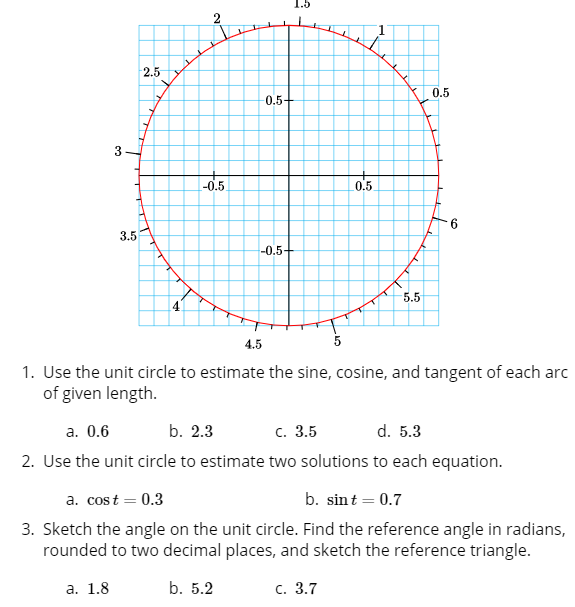 1.5
2
1
2.5
0.5
0.5
3
-0.5
0.5
6
3.5
-0.5
5.5
4
4.5
5
1. Use the unit circle to estimate the sine, cosine, and tangent of each arc
of given length.
a. 0.6 b. 2.3 c. 3.5 d. 5.3
2. Use the unit circle to estimate two solutions to each equation.
a. cos t = 0.3 b. sin t = 0.7
3. Sketch the angle on the unit circle. Find the reference angle in radians,
rounded to two decimal places, and sketch the reference triangle.
a. 1.8 b. 5.2 c. 3.7